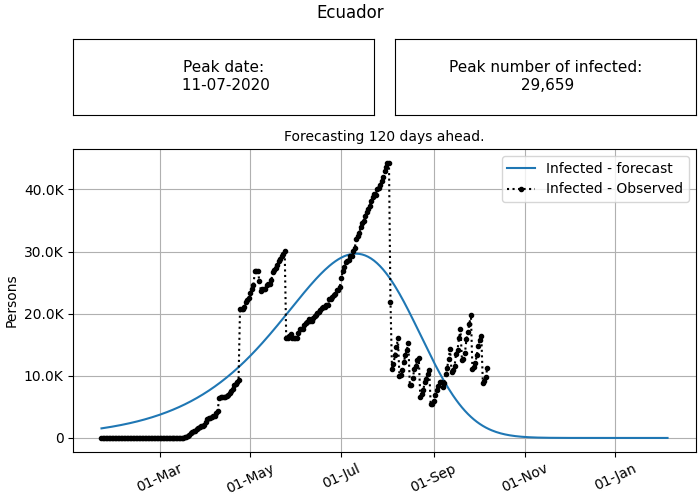 Ecuador
Peak date:
11-07-2020
Peak number of infected:
29,659
Forecasting 120 days ahead.
Infected - forecast
Infected - Observed
Persons
40.0K
30.0K
20.0K
10.0K
0
01-Mar
01-May
01-Jul
01-Sep
01-Nov
01-Jan